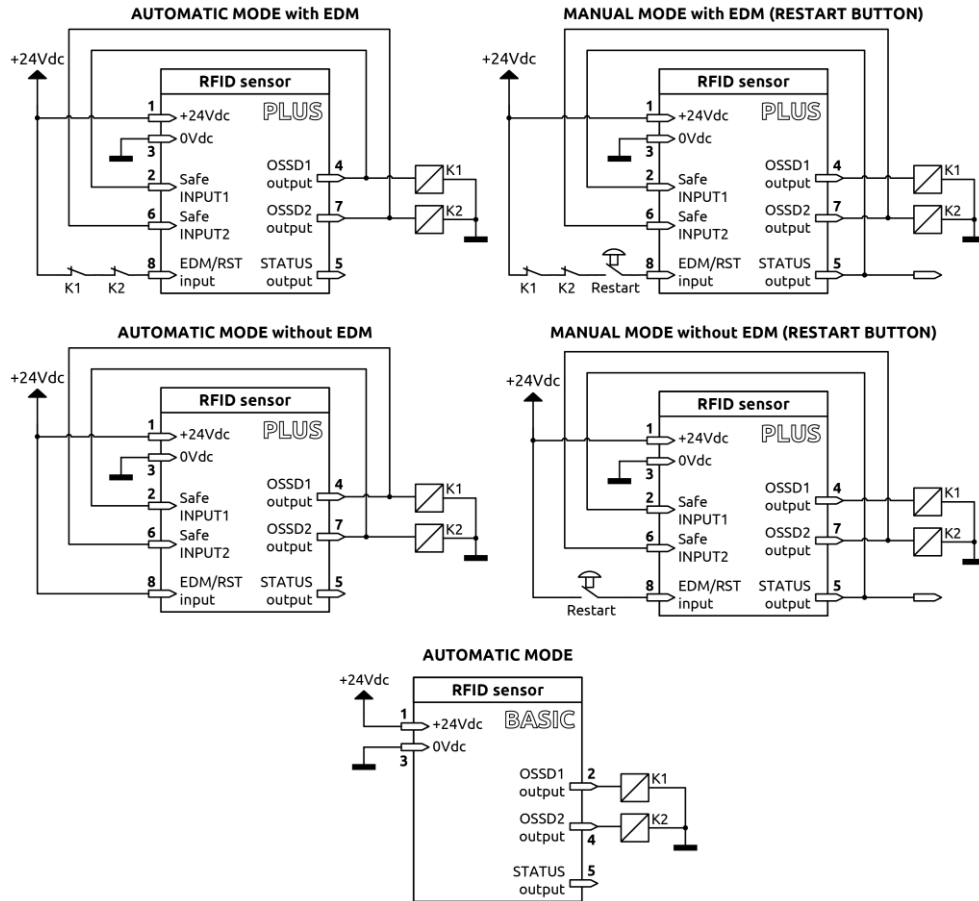 AUTOMATIC MODE with EDM
+24Vdc
RFID sensor
PLUS
1
+24Vdc
0Vdc
3
OSSD1
output
4
K1
2
Safe
INPUT1
OSSD2
output
7
K2
6
Safe
INPUT2
8
EDM/RST
input
STATUS
output
5
K1
K2
MANUAL MODE with EDM (RESTART BUTTON)
+24Vdc
RFID sensor
PLUS
1
+24Vdc
0Vdc
3
OSSD1
output
4
K1
2
Safe
INPUT1
OSSD2
output
7
K2
6
Safe
INPUT2
8
EDM/RST
input
STATUS
output
5
K1
K2
Restart
AUTOMATIC MODE without EDM
+24Vdc
RFID sensor
PLUS
1
+24Vdc
0Vdc
3
OSSD1
output
4
K1
2
Safe
INPUT1
OSSD2
output
7
K2
6
Safe
INPUT2
8
EDM/RST
input
STATUS
output
5
MANUAL MODE without EDM (RESTART BUTTON)
+24Vdc
RFID sensor
PLUS
1
+24Vdc
0Vdc
3
OSSD1
output
4
K1
2
Safe
INPUT1
OSSD2
output
7
K2
6
Safe
INPUT2
8
EDM/RST
input
STATUS
output
5
Restart
AUTOMATIC MODE
+24Vdc
RFID sensor
BASIC
1
+24Vdc
0Vdc
3
OSSD1
output
2
K1
OSSD2
output
4
K2
STATUS
output
5